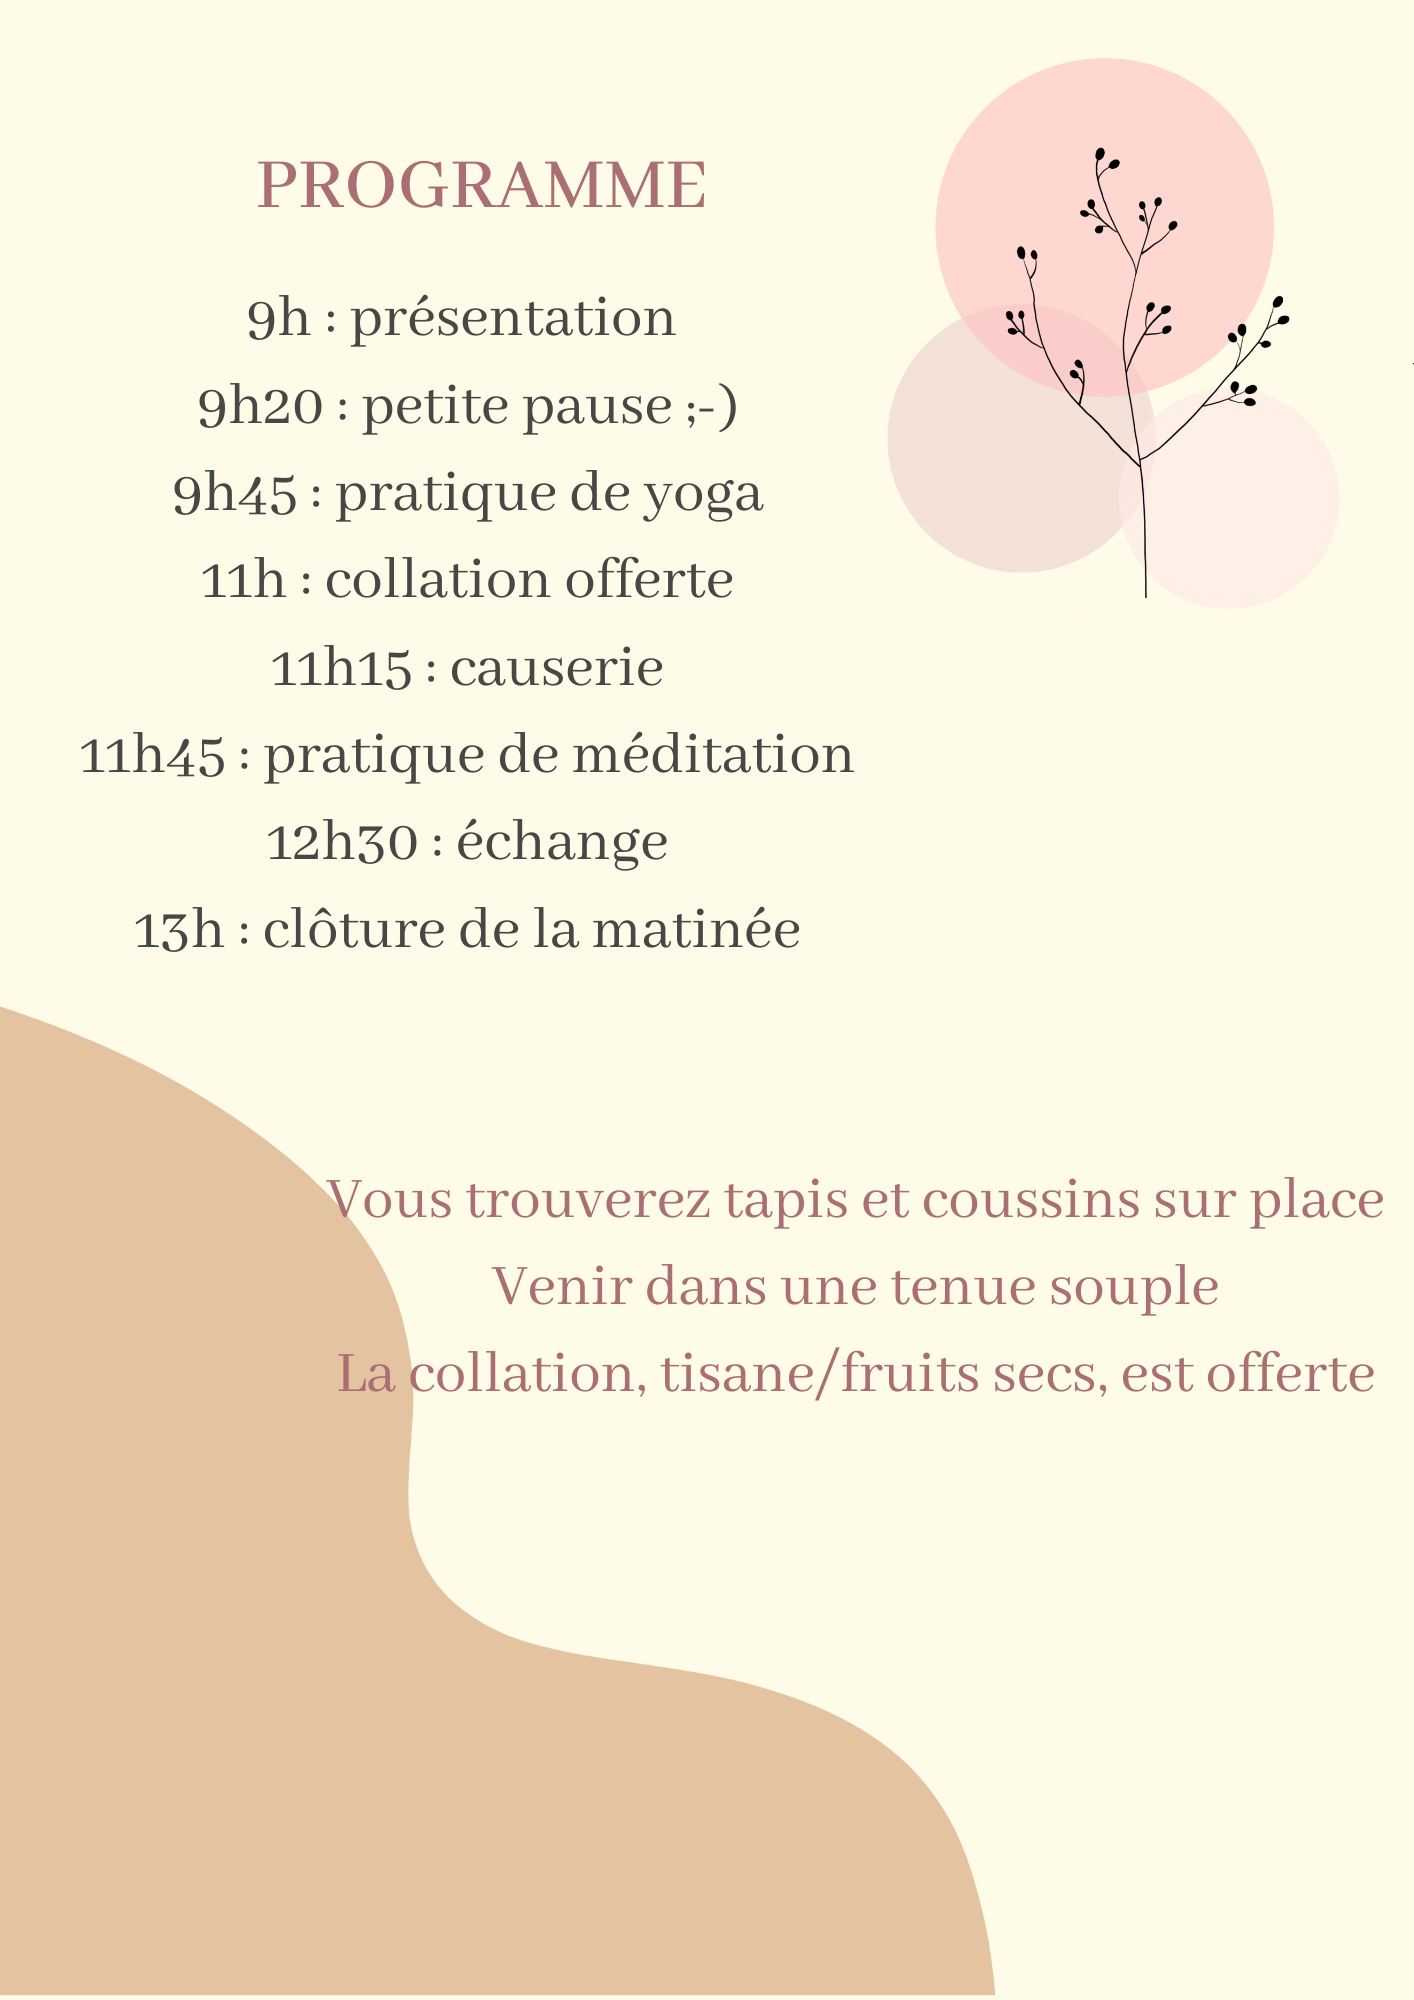 PROGRAMME
9h : présentation
9h20 : petite pause ;-)
9h45 : pratique de yoga
11h : collation offerte
11h15 : causerie
11h45 : pratique de méditation
12h30 : échange
13h : clôture de la matinée
Vous trouverez tapis et coussins sur place
Venir dans une tenue souple
La collation, tisane/fruits secs, est offerte